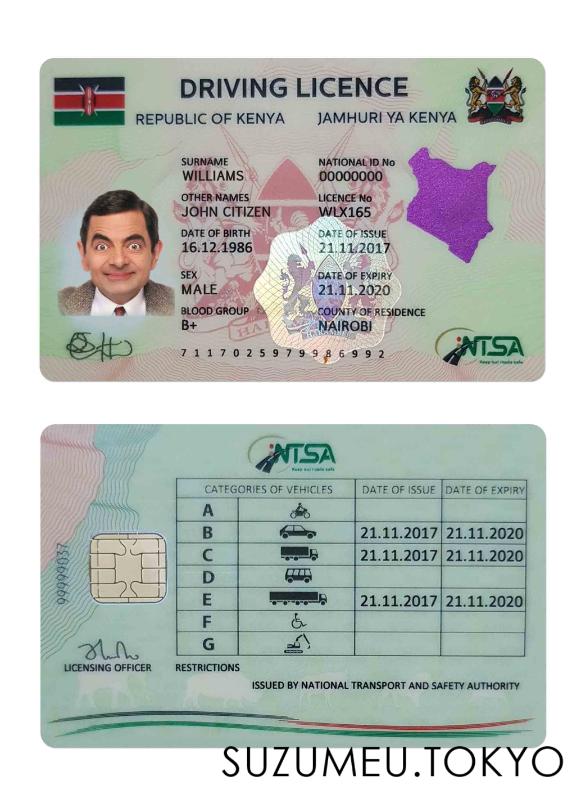 DRIVING LICENCE
REPUBLIC OF KENYA JAMHURI YA KENYA
SURNAME
WILLIAMS
NATIONAL ID No
00000000
OTHER NAMES
JOHN CITIZEN
LICENCE No
WLX165
DATE OF BIRTH
16.12.1986
DATE OF ISSUE
21.11.2017
SEX
MALE
DATE OF EXPIRY
21.11.2020
BLOOD GROUP
B+
COUNTY OF RESIDENCE
NAIROBI
7117025979986992
NTSA
Keep our roads safe
NTSA
Keep our roads safe
CATEGORIES OF VEHICLES DATE OF ISSUE DATE OF EXPIRY
A
B 21.11.2017 21.11.2020
C 21.11.2017 21.11.2020
D
E 21.11.2017 21.11.2020
F
G
99999037
LICENSING OFFICER
RESTRICTIONS
ISSUED BY NATIONAL TRANSPORT AND SAFETY AUTHORITY
SUZUMEU.TOKYO